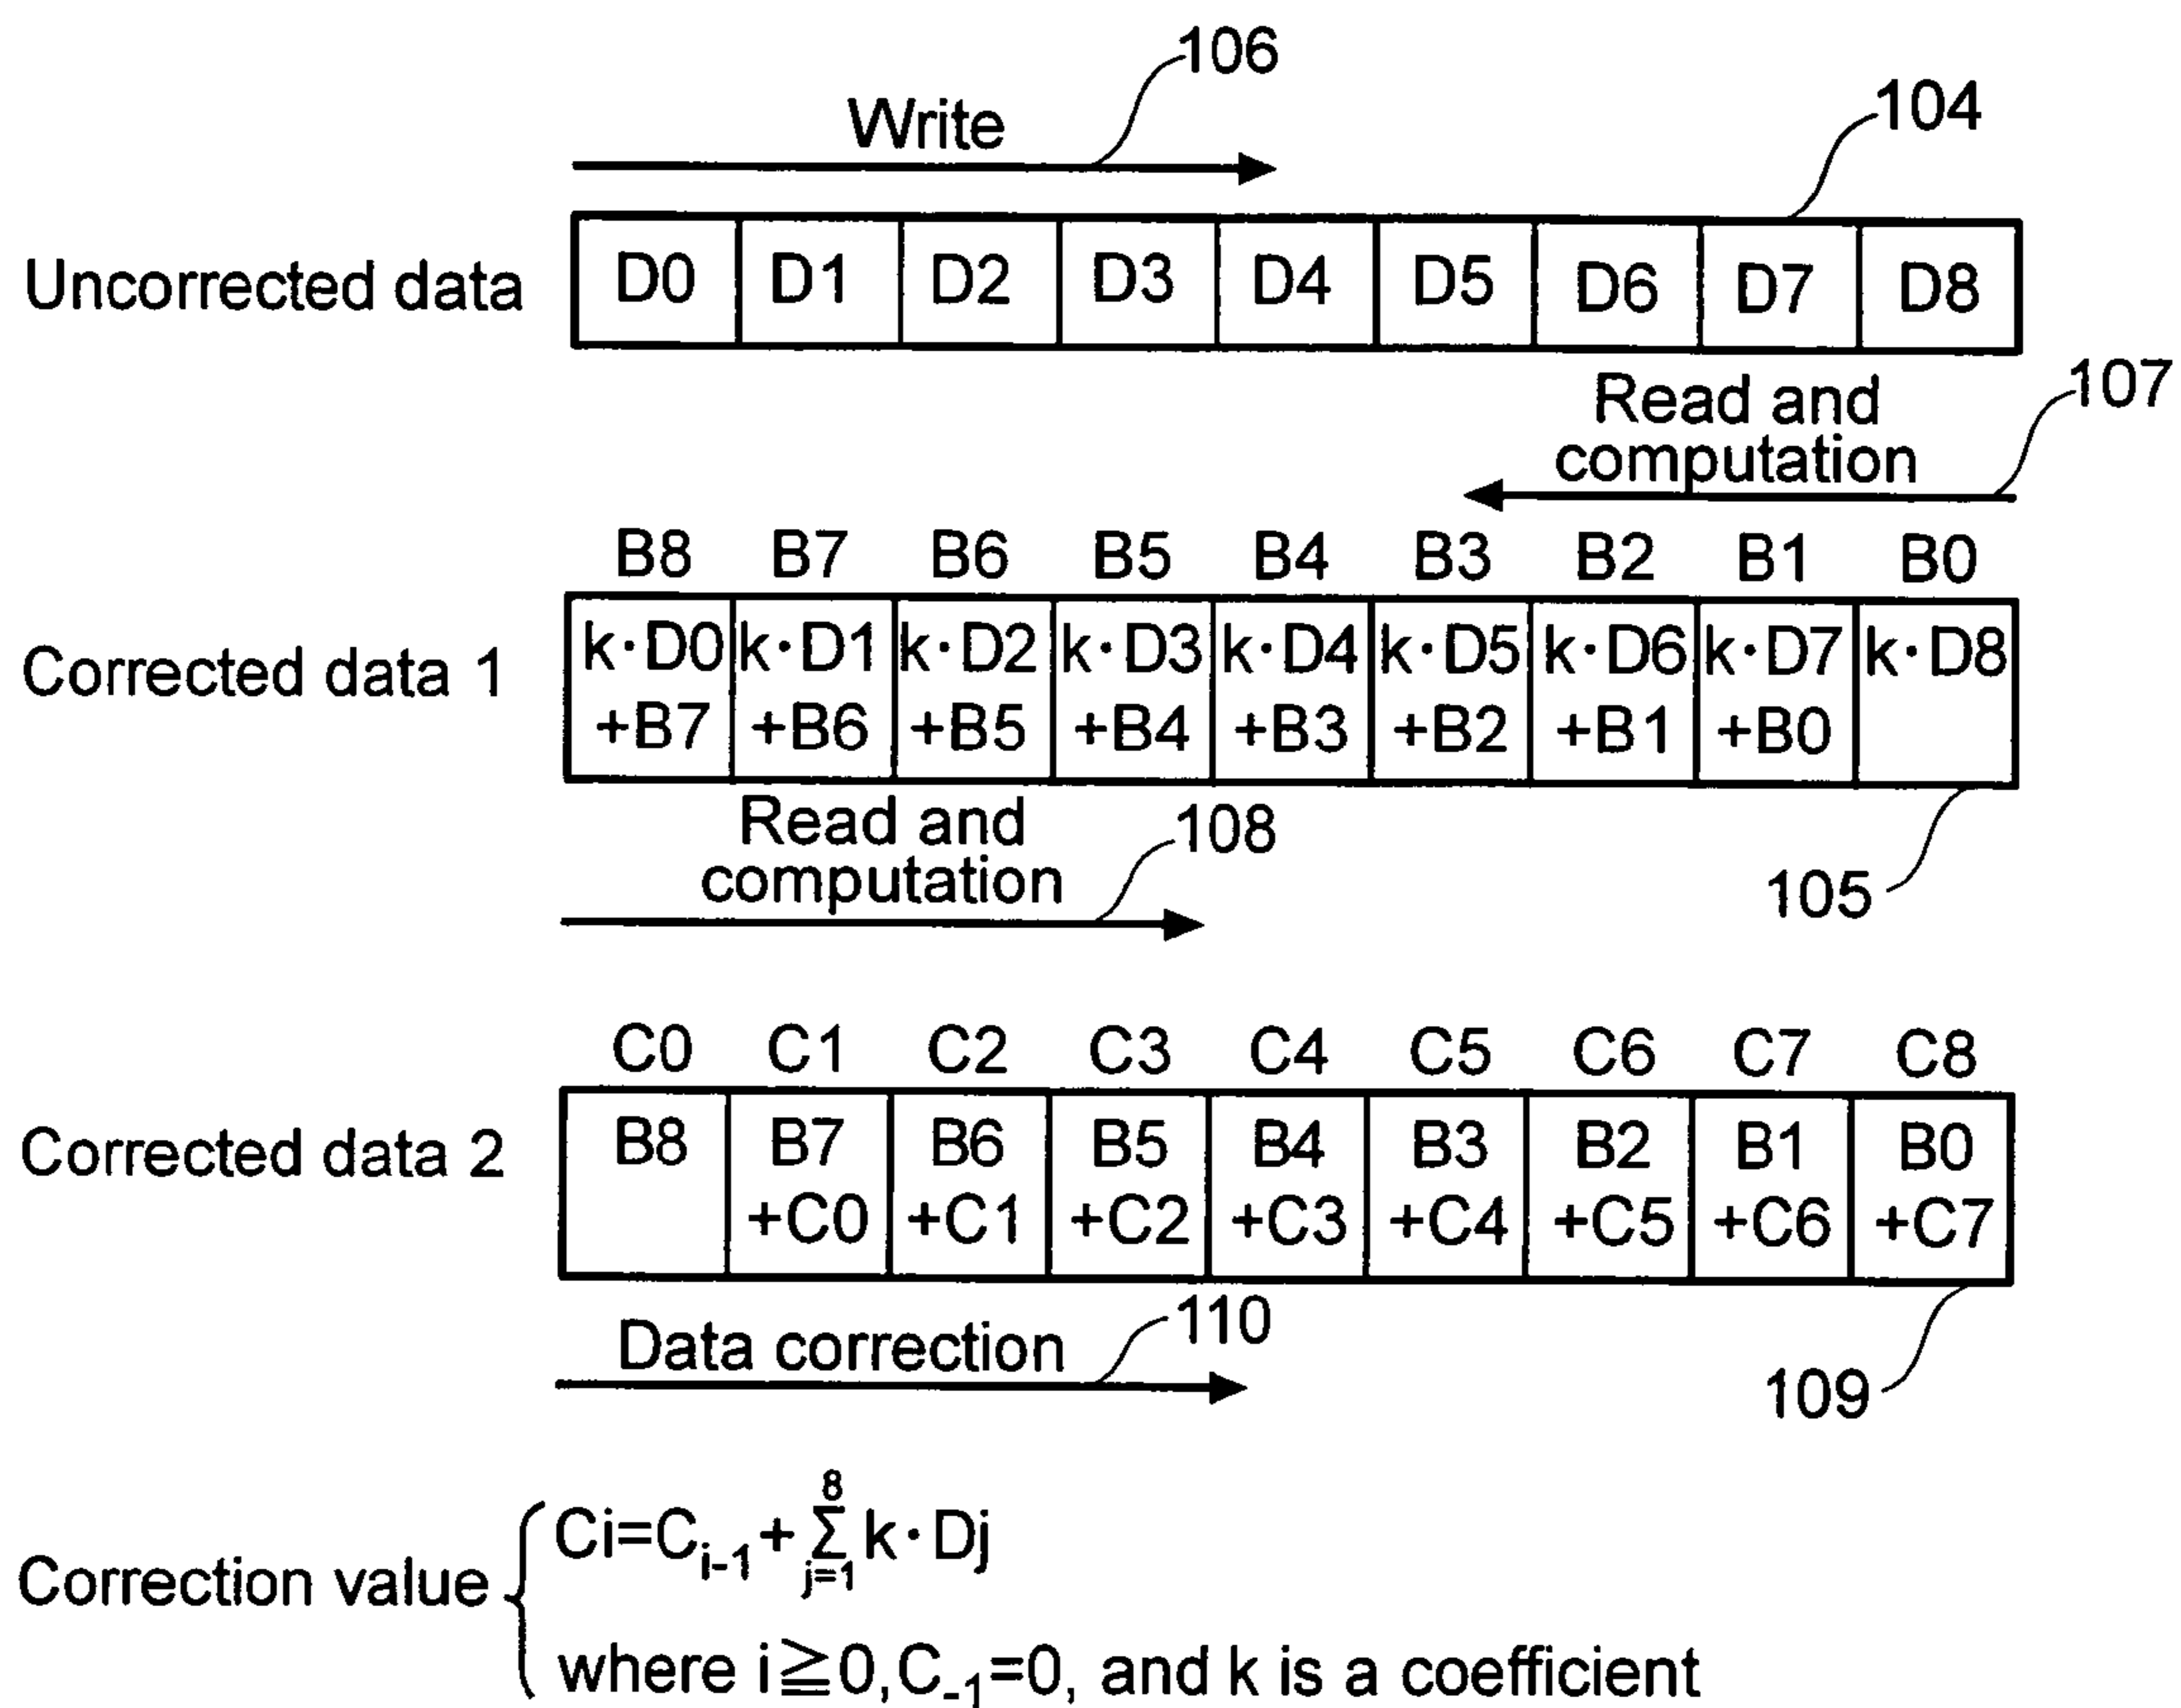 106
Write
104
Uncorrected data D0 D1 D2 D3 D4 D5 D6 D7 D8
Read and
computation
107
B8 B7 B6 B5 B4 B3 B2 B1 B0
Corrected data 1
k·D0 k·D1 k·D2 k·D3 k·D4 k·D5 k·D6 k·D7 k·D8
+B7 +B6 +B5 +B4 +B3 +B2 +B1 +B0
Read and
computation
108
105
C0 C1 C2 C3 C4 C5 C6 C7 C8
Corrected data 2
B8 B7 B6 B5 B4 B3 B2 B1 B0
+C0 +C1 +C2 +C3 +C4 +C5 +C6 +C7
Data correction
110
109
Correction value
Ci=C_{i-1}+∑_{j=1}^{8} k·Dj
where i≧0,C_{-1}=0, and k is a coefficient